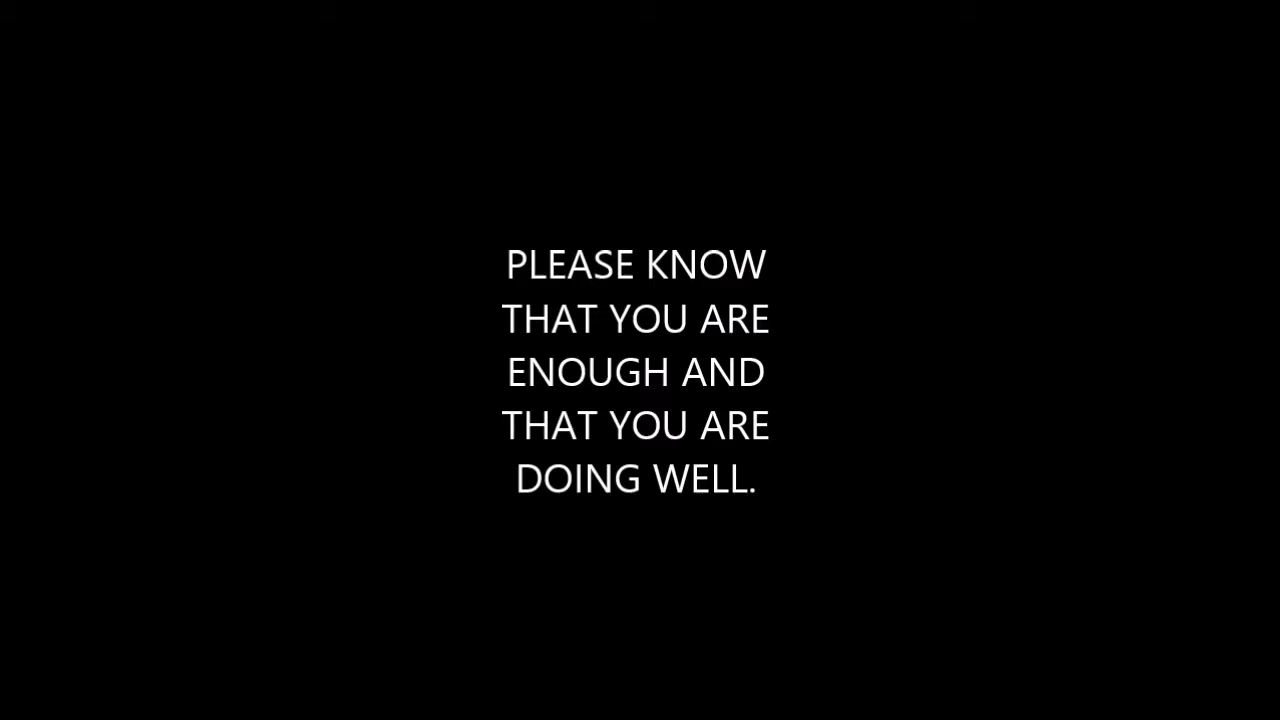 PLEASE KNOW
THAT YOU ARE
ENOUGH AND
THAT YOU ARE
DOING WELL.